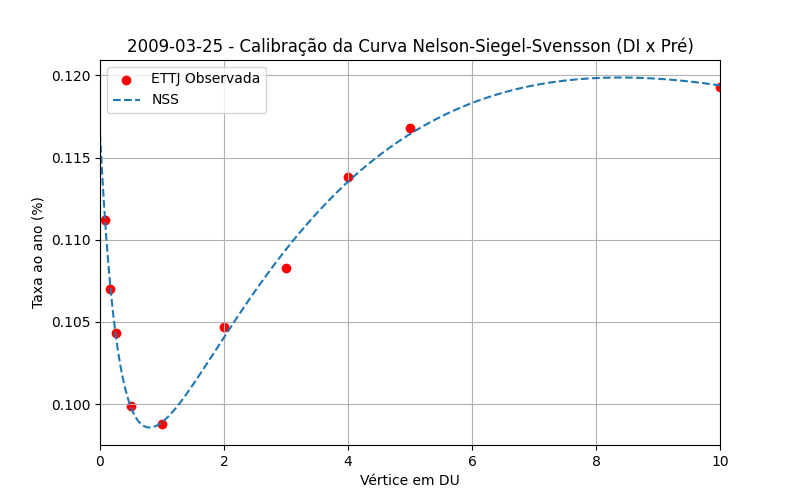 2009-03-25 - Calibração da Curva Nelson-Siegel-Svensson (DI x Pré)
ETTJ Observada
NSS
Taxa ao ano (%)
0.120
0.115
0.110
0.105
0.100
0 2 4 6 8 10
Vértice em DU